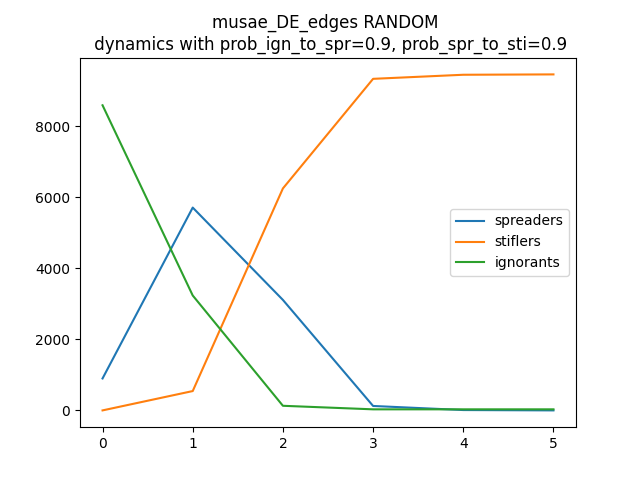 musae_DE_edges RANDOM
dynamics with prob_ign_to_spr=0.9, prob_spr_to_sti=0.9
8000
6000
4000
2000
0
spreaders
stiflers
ignorants
0 1 2 3 4 5